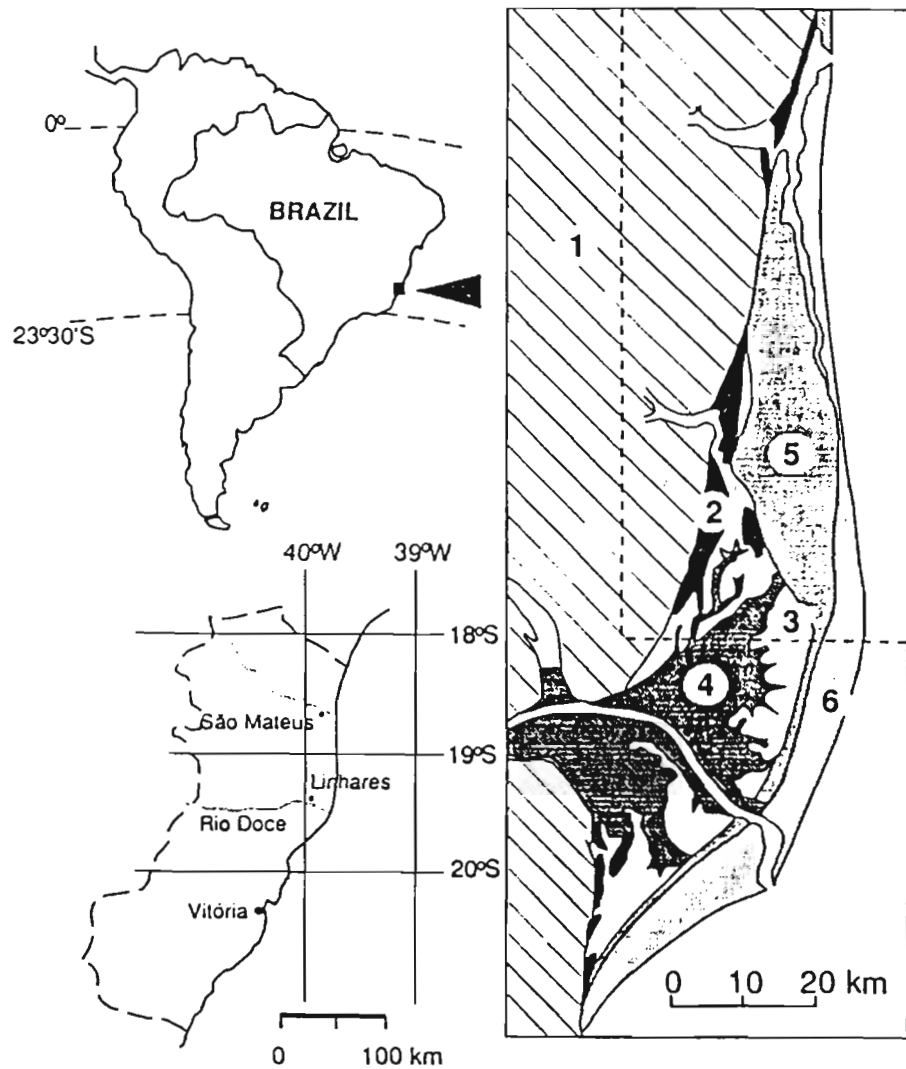 0º
BRAZIL
23º30'S
40ºW 39ºW
18ºS
São Mateus
19ºS
Linhares
Rio Doce
20ºS
Vitória
0 100 km
1
5
2
3
4
6
0 10 20 km